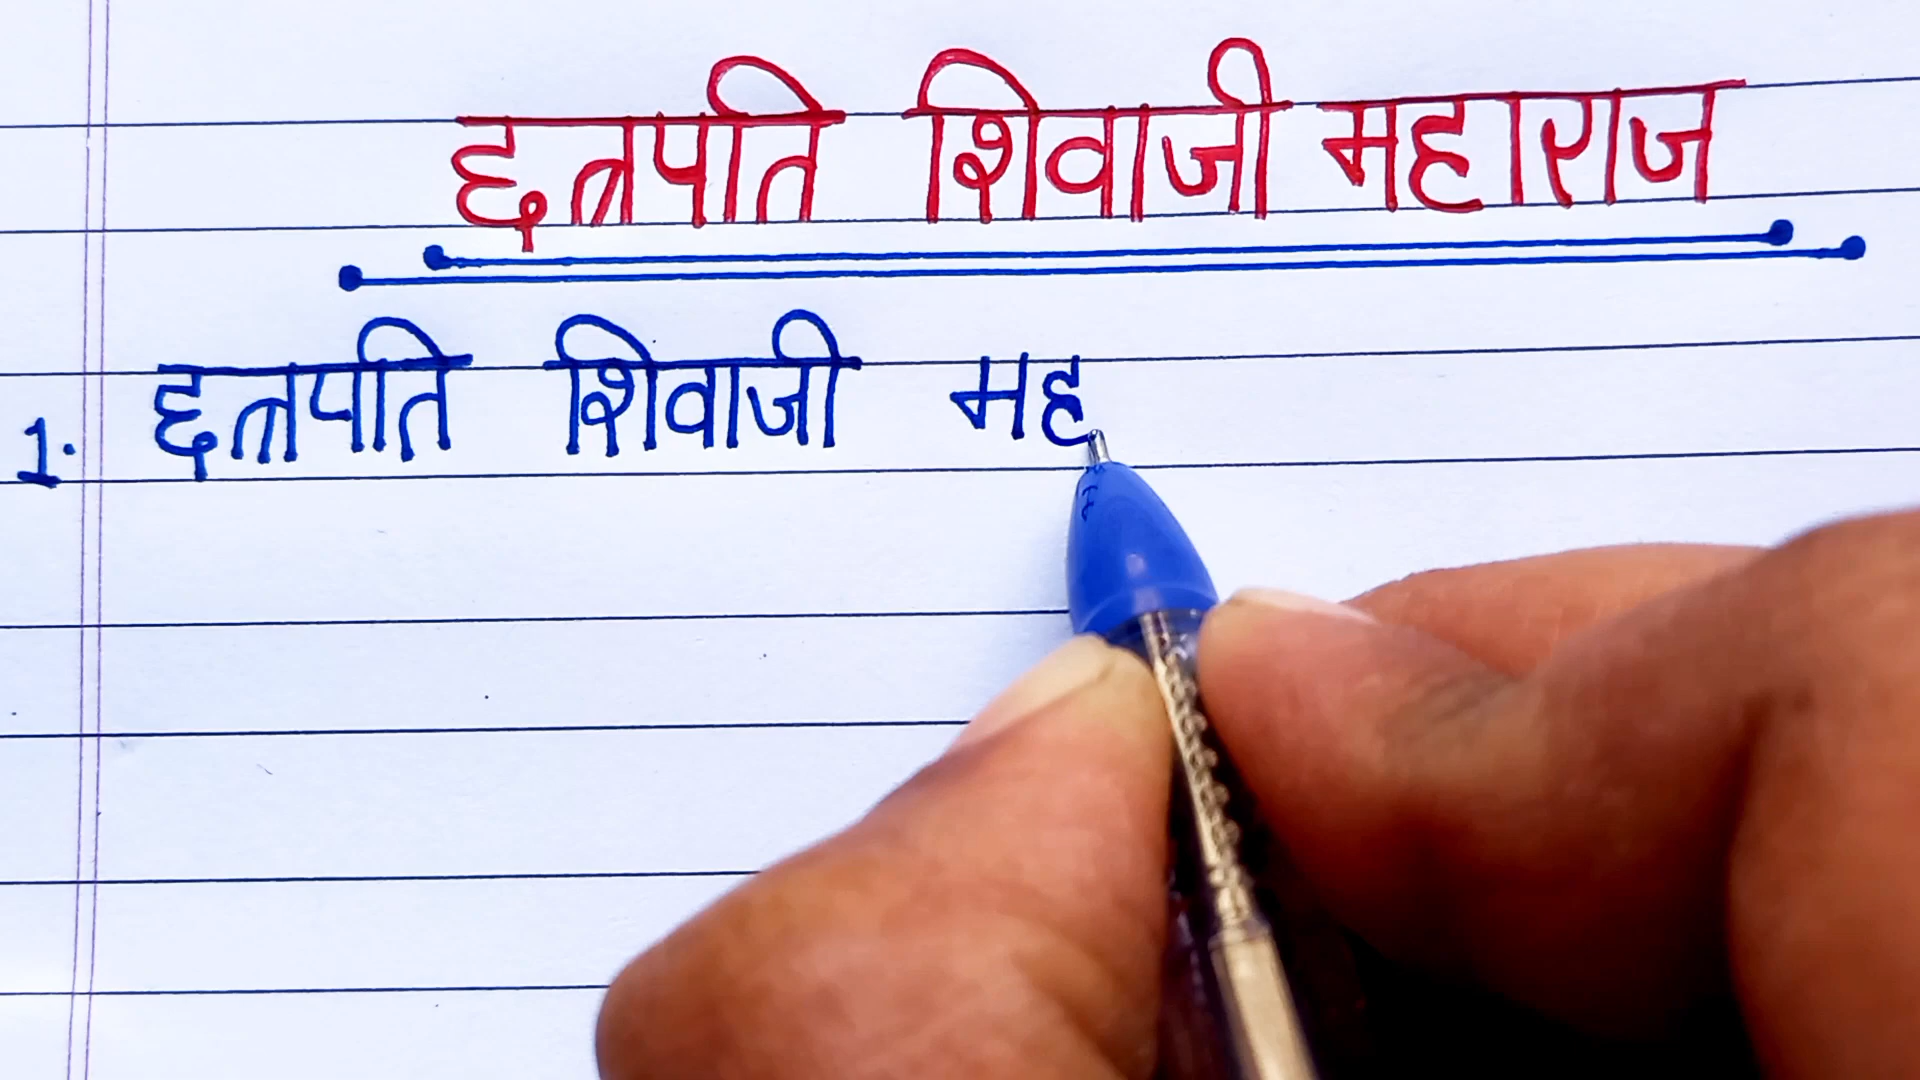 छत्रपति शिवाजी महाराज
1. छत्रपति शिवाजी मह